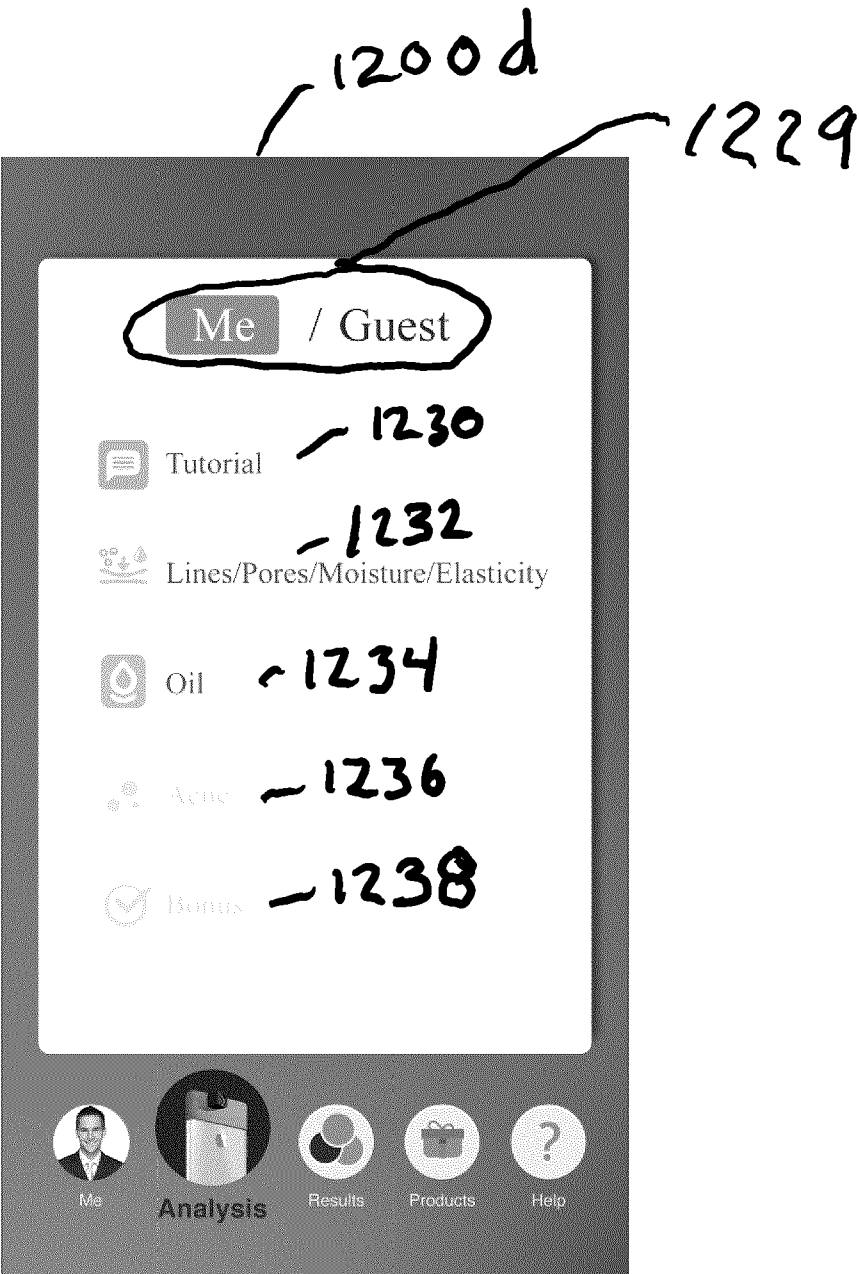 1200d
1229
Me / Guest
1230
Tutorial
1232
Lines/Pores/Moisture/Elasticity
Oil 1234
Acne 1236
Bonus 1238
Me Analysis Results Products Help
?